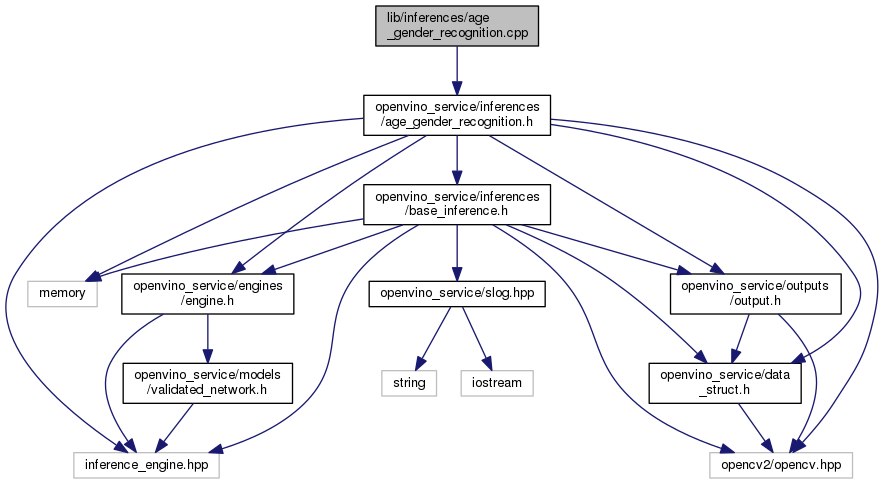 lib/inferences/age
_gender_recognition.cpp
openvino_service/inferences
/age_gender_recognition.h
openvino_service/inferences
/base_inference.h
memory
openvino_service/engines
/engine.h
openvino_service/slog.hpp
openvino_service/outputs
/output.h
openvino_service/models
/validated_network.h
string
iostream
openvino_service/data
_struct.h
inference_engine.hpp
opencv2/opencv.hpp